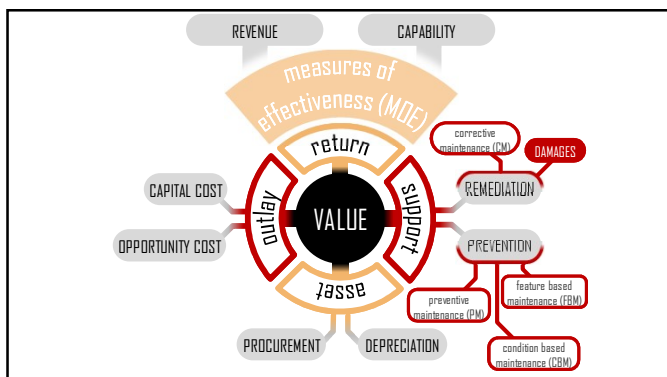 REVENUE
CAPABILITY
measures of
effectiveness (MOE)
return
corrective
maintenance (CM)
DAMAGES
CAPITAL COST
REMEDIATION
outlay
VALUE
support
OPPORTUNITY COST
PREVENTION
asset
preventive
maintenance (PM)
feature based
maintenance (FBM)
PROCUREMENT
DEPRECIATION
condition based
maintenance (CBM)